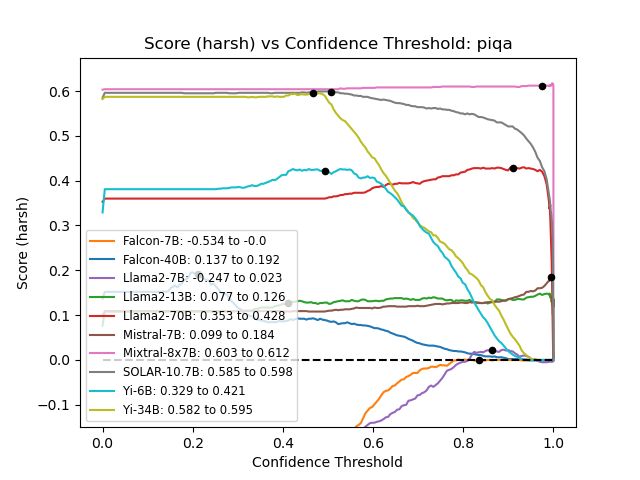 Score (harsh) vs Confidence Threshold: piqa
Score (harsh)
0.6
0.5
0.4
0.3
0.2
0.1
0.0
−0.1
Falcon-7B: -0.534 to -0.0
Falcon-40B: 0.137 to 0.192
Llama2-7B: -0.247 to 0.023
Llama2-13B: 0.077 to 0.126
Llama2-70B: 0.353 to 0.428
Mistral-7B: 0.099 to 0.184
Mixtral-8x7B: 0.603 to 0.612
SOLAR-10.7B: 0.585 to 0.598
Yi-6B: 0.329 to 0.421
Yi-34B: 0.582 to 0.595
0.0 0.2 0.4 0.6 0.8 1.0
Confidence Threshold